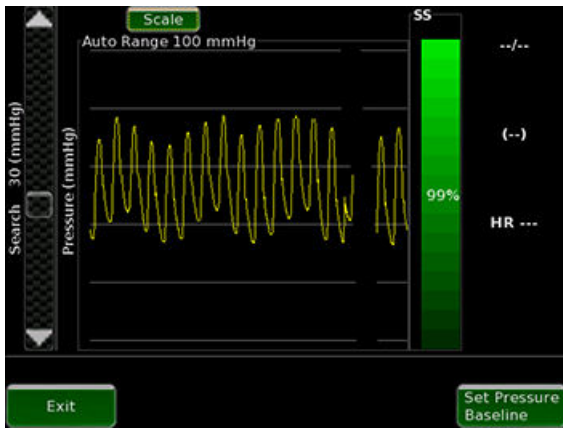 Scale
SS
Auto Range 100 mmHg
--/--
Search 30 (mmHg)
Pressure (mmHg)
(--)
99%
HR ---
Exit
Set Pressure
Baseline